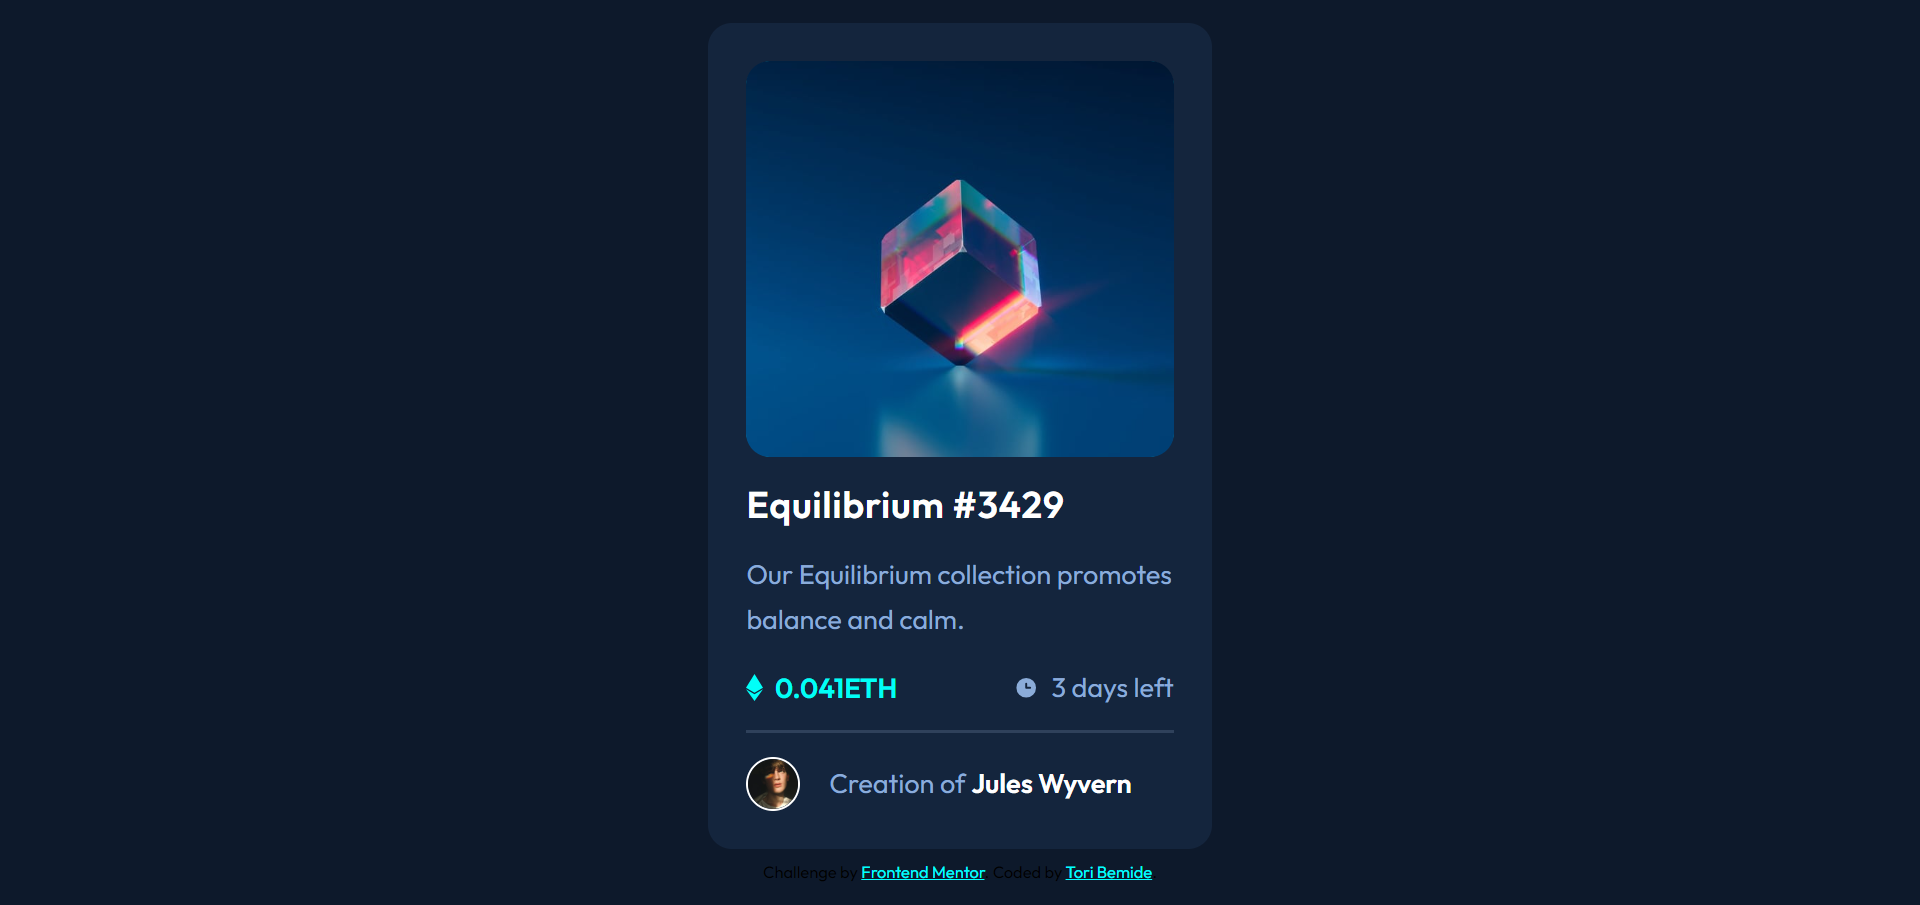 Equilibrium #3429
Our Equilibrium collection promotes
balance and calm.
0.041ETH
3 days left
Creation of Jules Wyvern
Challenge by Frontend Mentor. Coded by Tori Bemide